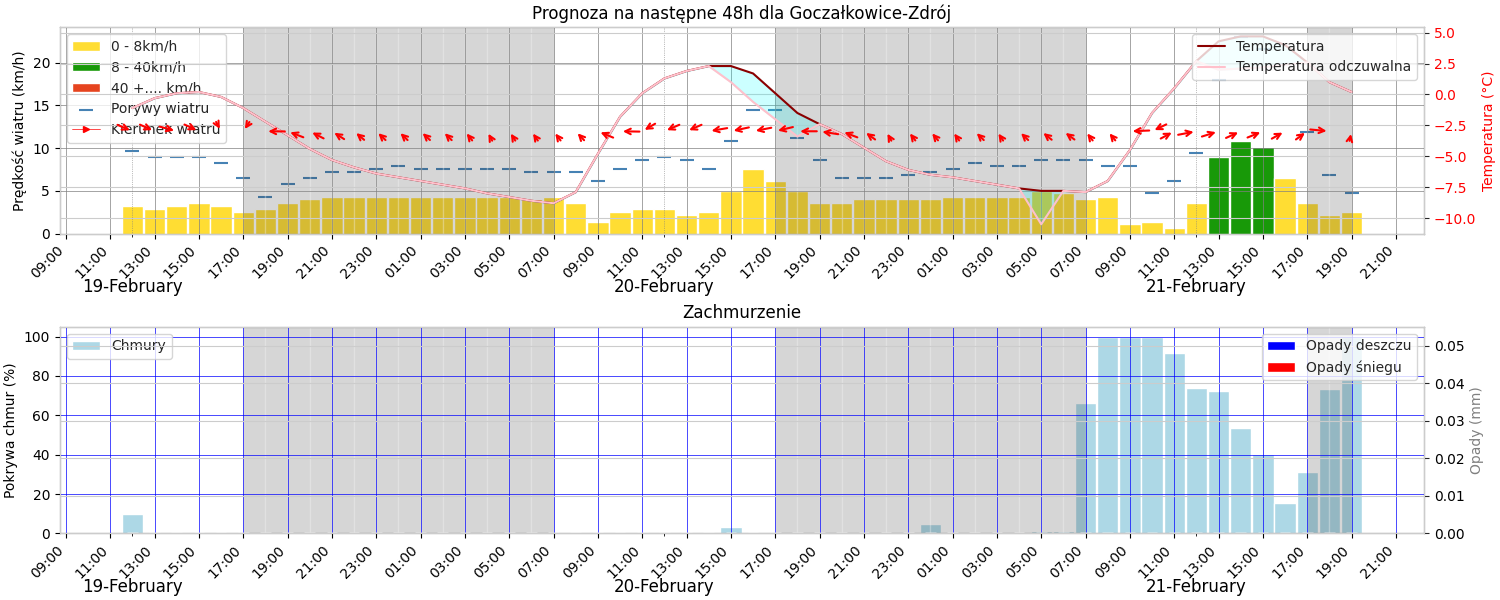 Prognoza na następne 48h dla Goczałkowice-Zdrój
Prędkość wiatru (km/h)
20
15
10
5
0
0 - 8km/h
8 - 40km/h
40 +.... km/h
Porywy wiatru
Kierunek wiatru
Temperatura
Temperatura odczuwalna
5.0
2.5
0.0
−2.5
−5.0
−7.5
−10.0
Temperatura (°C)
09:00 11:00 13:00 15:00 17:00 19:00 21:00 23:00 01:00 03:00 05:00 07:00 09:00 11:00 13:00 15:00 17:00 19:00 21:00 23:00 01:00 03:00 05:00 07:00 09:00 11:00 13:00 15:00 17:00 19:00 21:00
19-February 20-February 21-February
Zachmurzenie
Pokrywa chmur (%)
100
80
60
40
20
0
Chmury
Opady deszczu
Opady śniegu
0.05
0.04
0.03
0.02
0.01
0.00
Opady (mm)
09:00 11:00 13:00 15:00 17:00 19:00 21:00 23:00 01:00 03:00 05:00 07:00 09:00 11:00 13:00 15:00 17:00 19:00 21:00 23:00 01:00 03:00 05:00 07:00 09:00 11:00 13:00 15:00 17:00 19:00 21:00
19-February 20-February 21-February